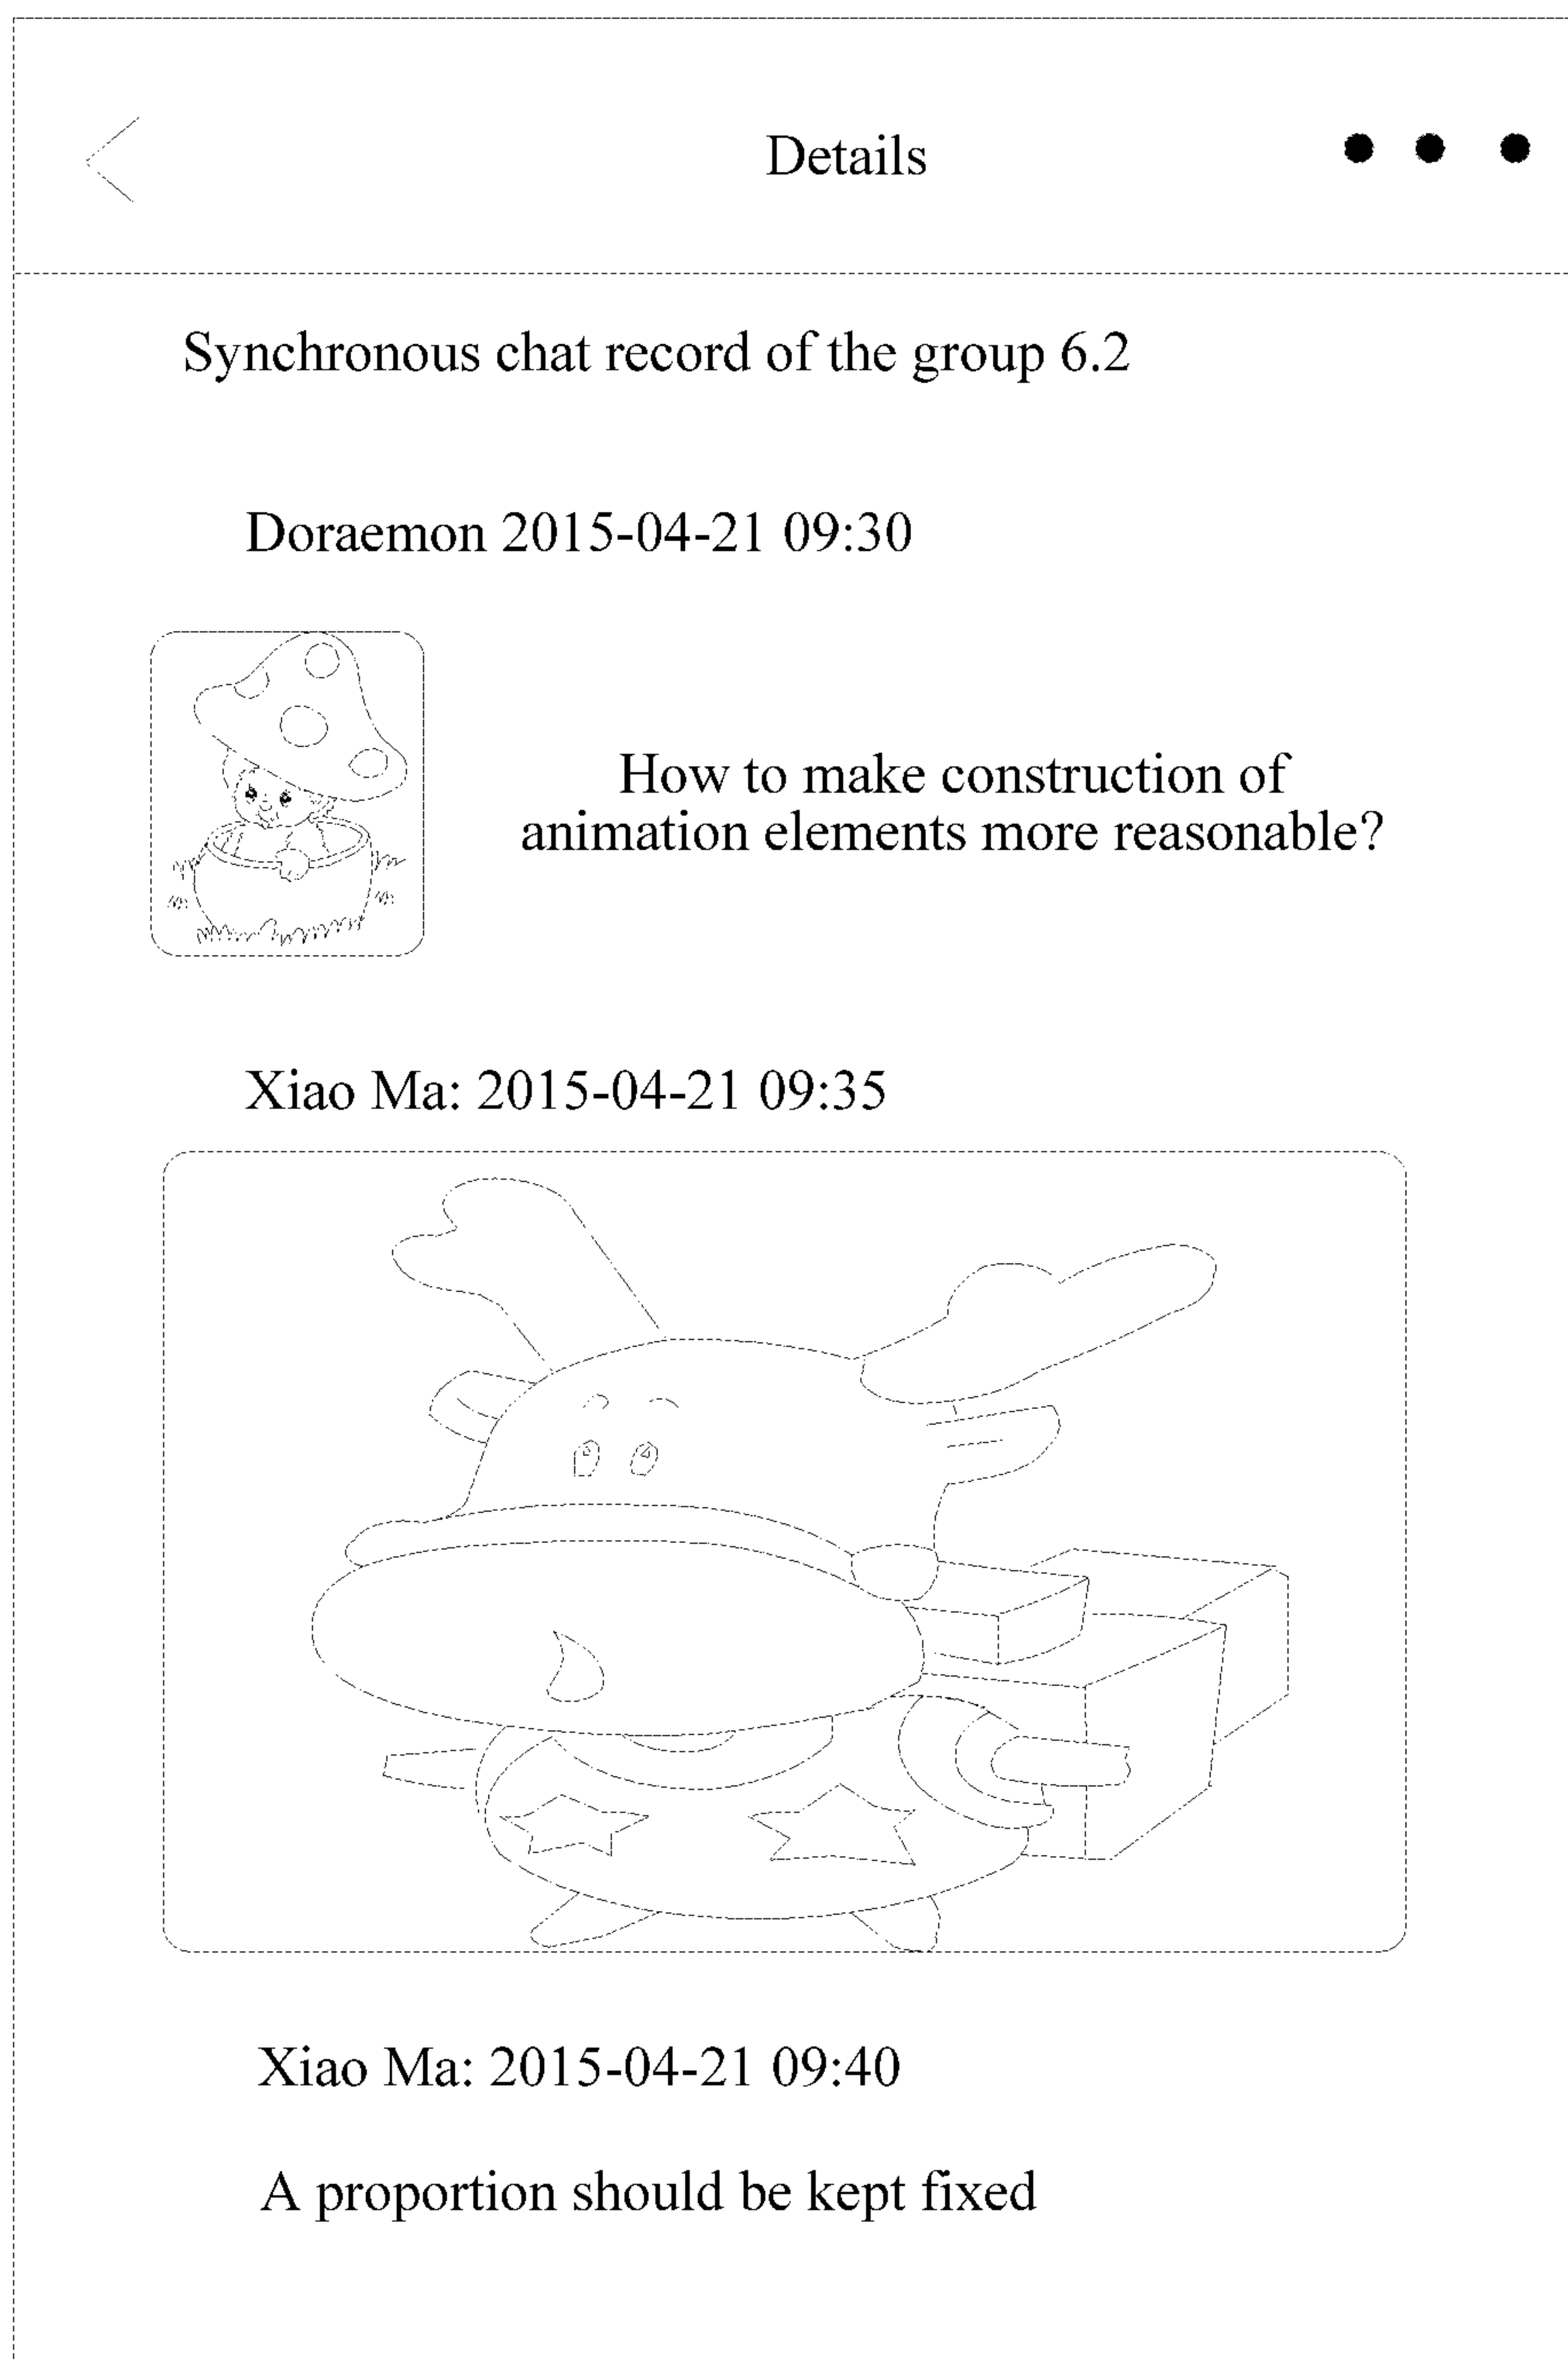 Details
Synchronous chat record of the group 6.2
Doraemon 2015-04-21 09:30
How to make construction of
animation elements more reasonable?
Xiao Ma: 2015-04-21 09:35
Xiao Ma: 2015-04-21 09:40
A proportion should be kept fixed